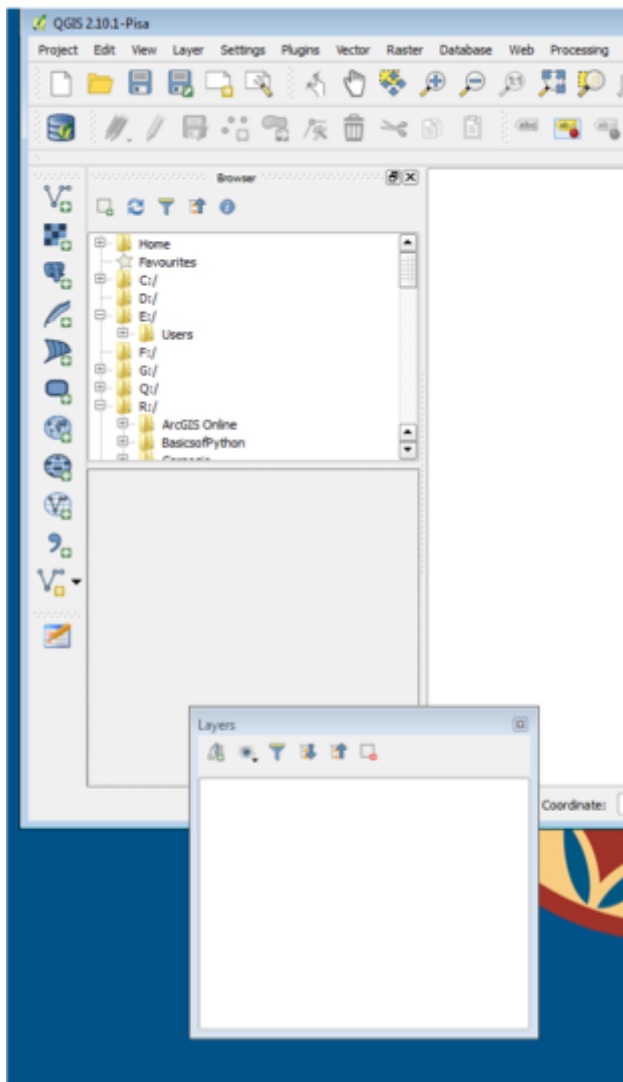 QGIS 2.10.1-Pisa
Project Edit View Layer Settings Plugins Vector Raster Database Web Processing
Browser
Home
Favourites
C:/
D:/
E:/
Users
F:/
G:/
Q:/
R:/
ArcGIS Online
BasicsofPython
Layers
Coordinate: